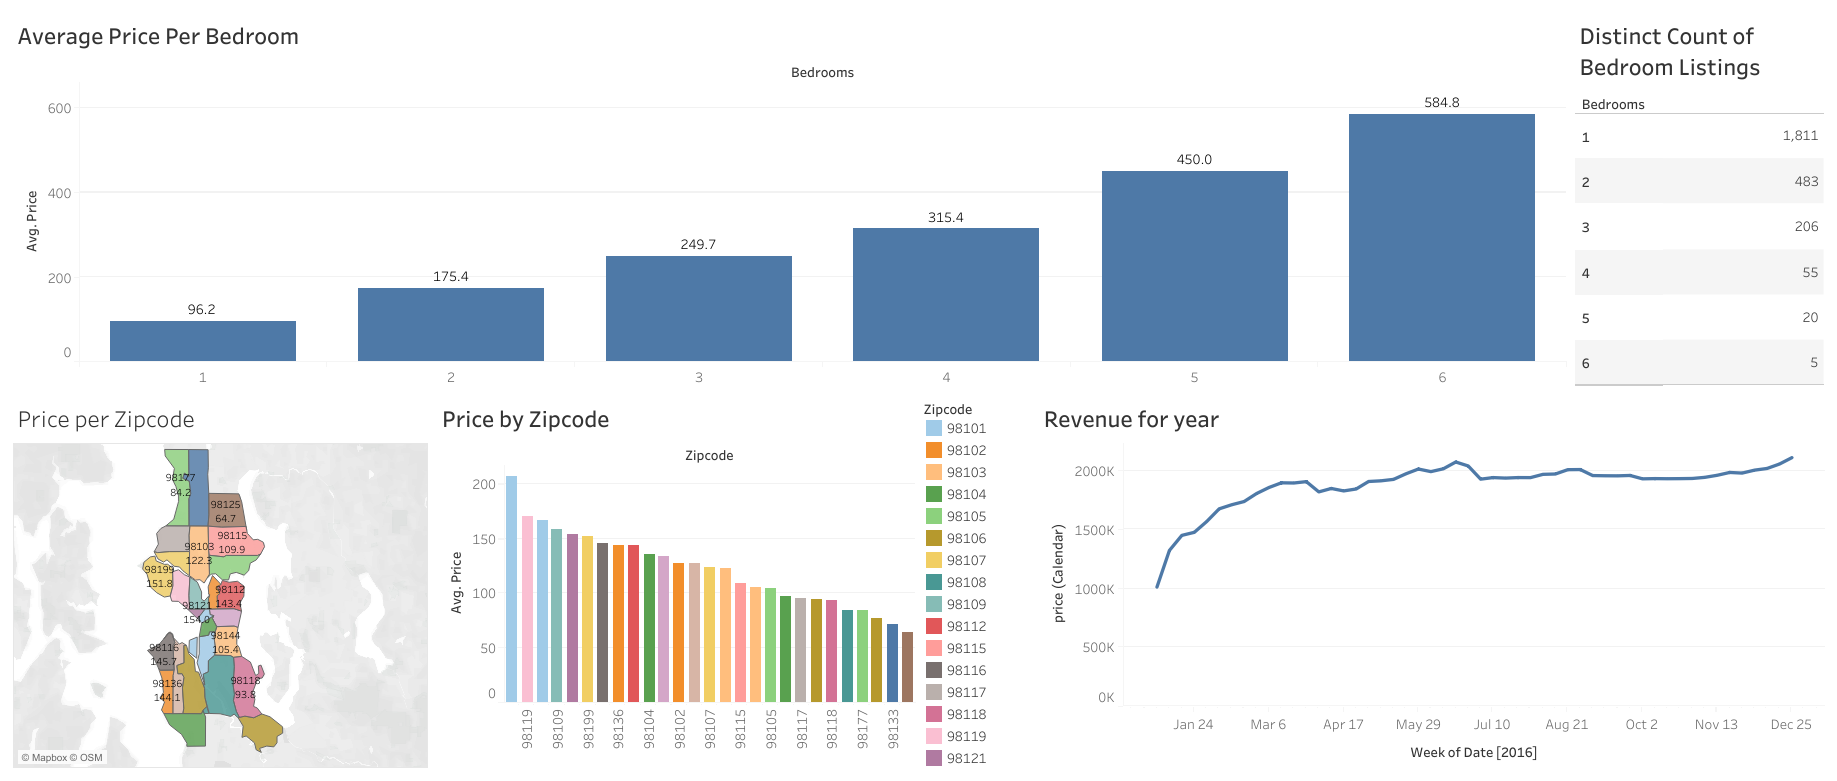 Average Price Per Bedroom
Bedrooms
Avg. Price
600
400
200
0
96.2
175.4
249.7
315.4
450.0
584.8
1
2
3
4
5
6
Distinct Count of
Bedroom Listings
Bedrooms
1 1,811
2 483
3 206
4 55
5 20
6 5
Price per Zipcode
98177
84.2
98125
64.7
98115
109.9
98103
122.3
98199
151.8
98112
143.4
98121
154.0
98144
105.4
98116
145.7
98136
144.1
98118
93.8
© Mapbox © OSM
Price by Zipcode
Zipcode
Avg. Price
200
150
100
50
0
98119
98109
98199
98136
98104
98102
98107
98115
98105
98117
98118
98177
98133
Zipcode
98101
98102
98103
98104
98105
98106
98107
98108
98109
98112
98115
98116
98117
98118
98119
98121
Revenue for year
price (Calendar)
2000K
1500K
1000K
500K
0K
Jan 24
Mar 6
Apr 17
May 29
Jul 10
Aug 21
Oct 2
Nov 13
Dec 25
Week of Date [2016]